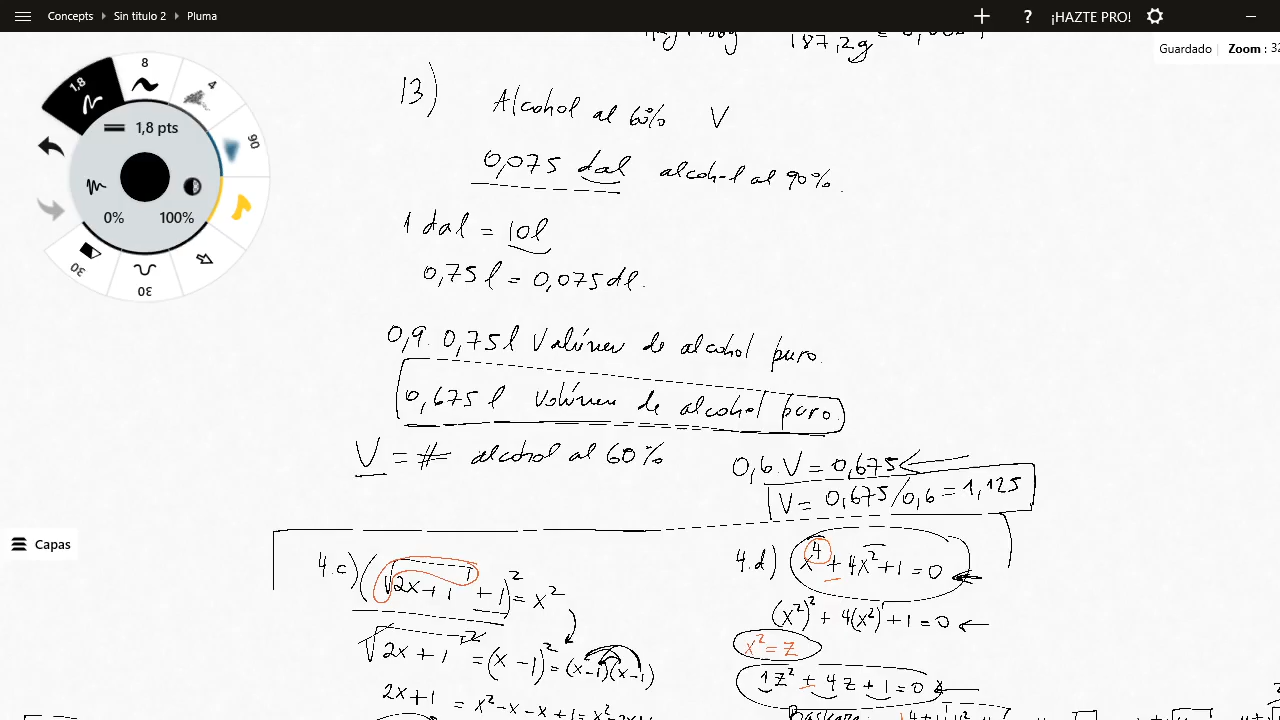 Concepts > Sin título 2 > Pluma
¡HAZTE PRO!
Guardado
Zoom :
1,8
8
4
90
1,8 pts
0% 100%
30
30
Capas
187,2g
13)
Alcohol al 60% V
0,075 dal alcohol al 90%.
1 dal = 10l
0,75 l = 0,075 dl.
0,9. 0,75 l Volúmen de alcohol puro.
0,675 l volúmen de alcohol puro.
V = # alcohol al 60%
0,6.V = 0,675
V = 0,675/0,6 = 1,125
4.c) (√2x+1 + 1)² = x²
√2x+1² = (x-1)² = (x-1)(x-1)
2x+1 = x²-x-x+1 =
4.d) x⁴ + 4x² + 1 = 0
(x²)² + 4(x²)¹ + 1 = 0
x² = z
1z² + 4z + 1 = 0